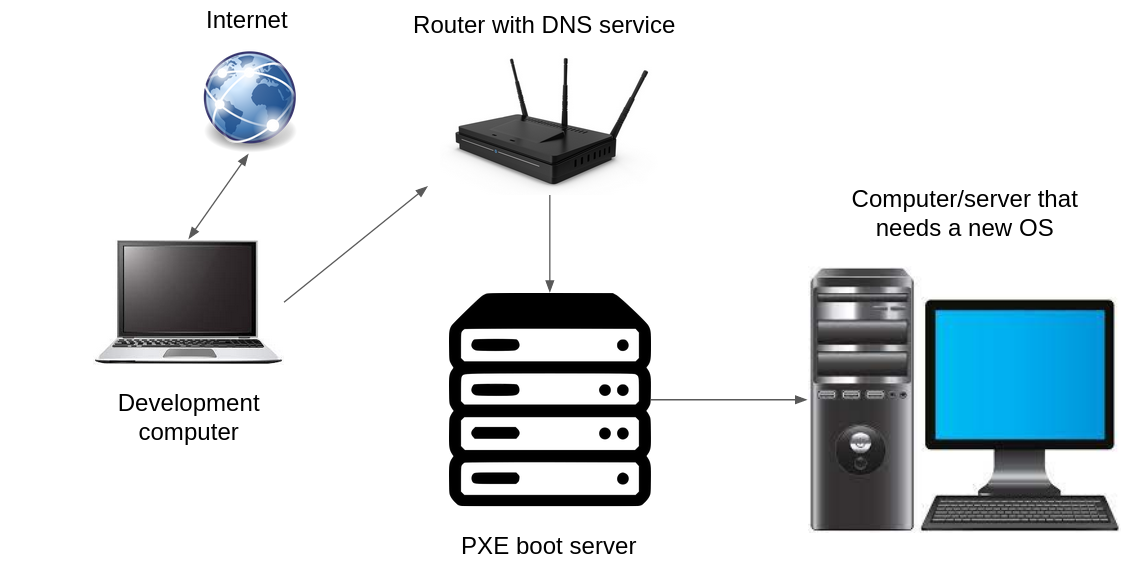 Internet
Router with DNS service
Computer/server that
needs a new OS
Development
computer
PXE boot server